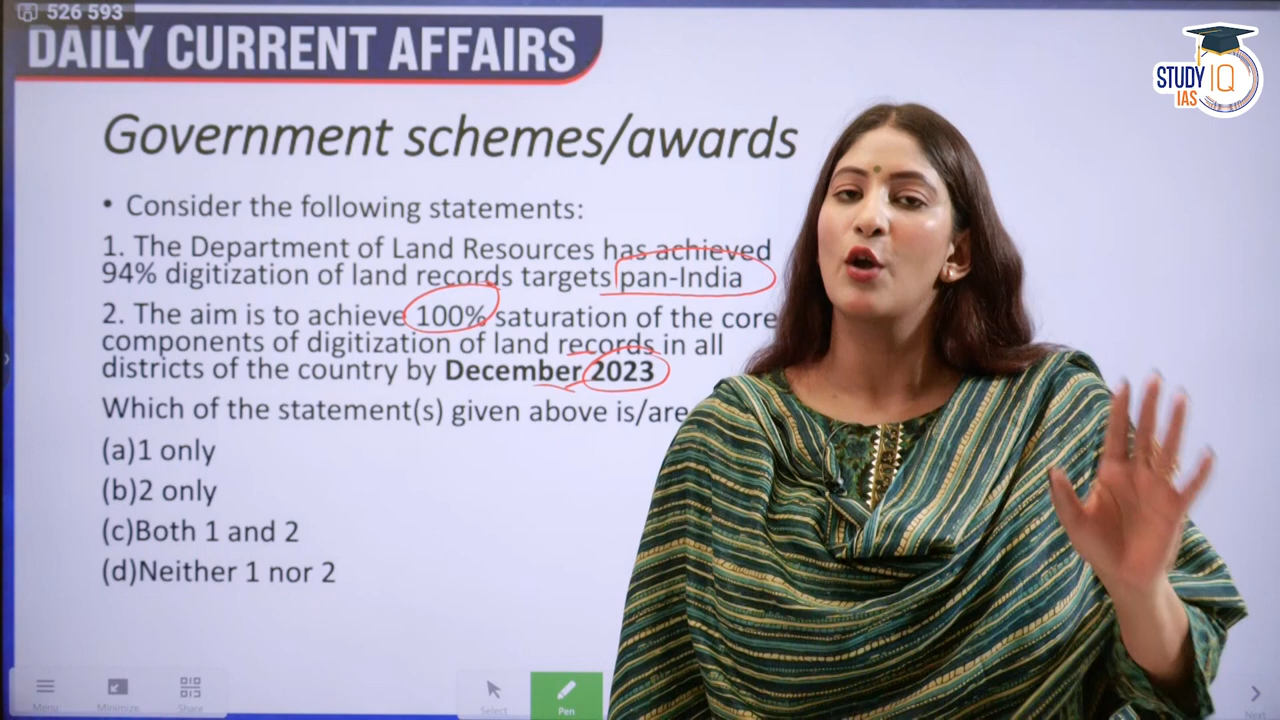 526 593
DAILY CURRENT AFFAIRS
STUDY IQ
IAS
Government schemes/awards
• Consider the following statements:
1. The Department of Land Resources has achieved
94% digitization of land records targets pan-India
2. The aim is to achieve 100% saturation of the core
components of digitization of land records in all
districts of the country by December 2023
Which of the statement(s) given above is/are
(a)1 only
(b)2 only
(c)Both 1 and 2
(d)Neither 1 nor 2
Menu
Minimize
Share
Select
Pen
Next